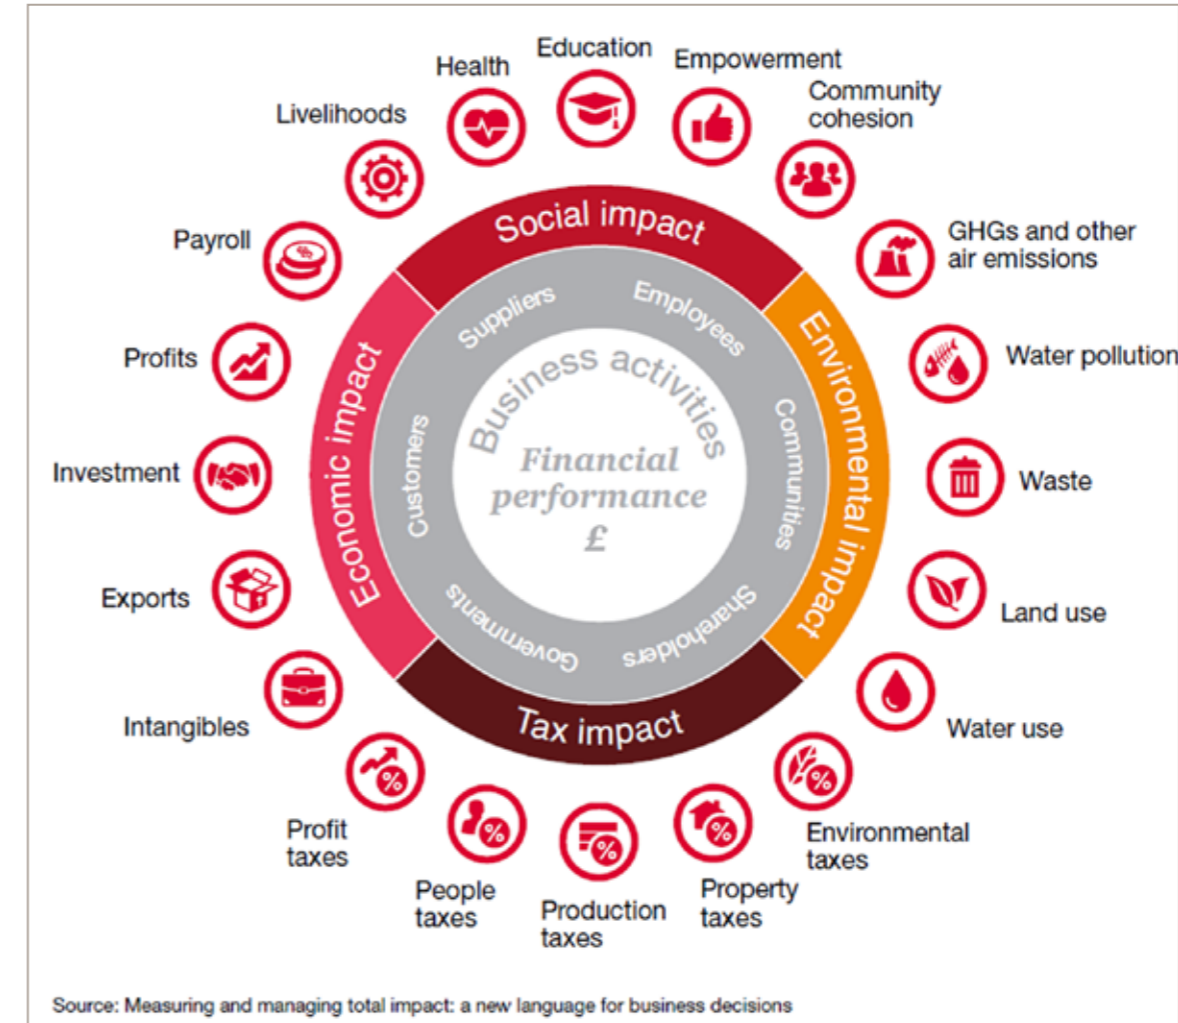 Education
Health
Empowerment
Community
cohesion
Livelihoods
GHGs and other
air emissions
Payroll
Water pollution
Profits
Waste
Investment
Land use
Exports
Water use
Intangibles
Environmental
taxes
Profit
taxes
Property
taxes
People
taxes
Production
taxes
Social impact
Environmental impact
Tax impact
Economic impact
Suppliers
Employees
Communities
Shareholders
Governments
Customers
Business activities
Financial
performance
£
%
%
%
%
%
Source: Measuring and managing total impact: a new language for business decisions